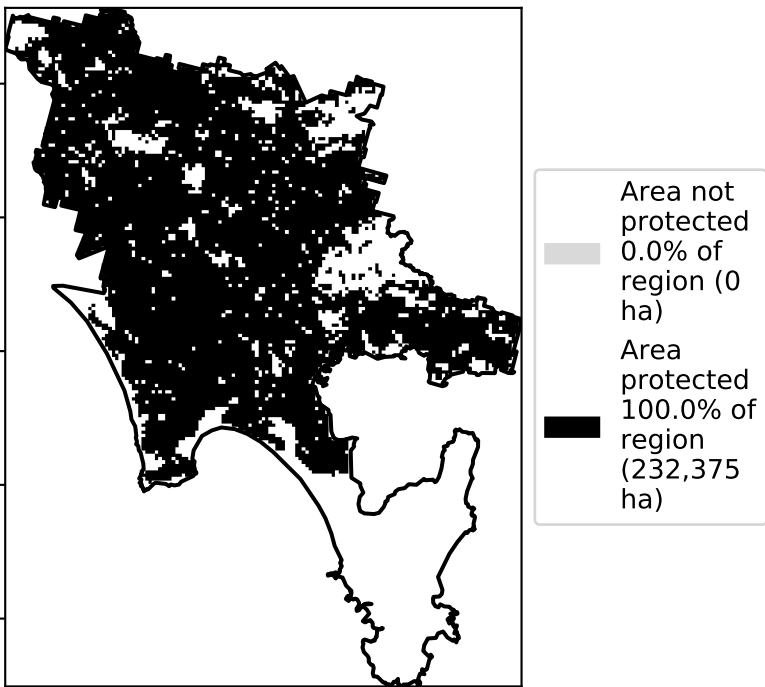 Area not
protected
0.0% of
region (0
ha)
Area
protected
100.0% of
region
(232,375
ha)